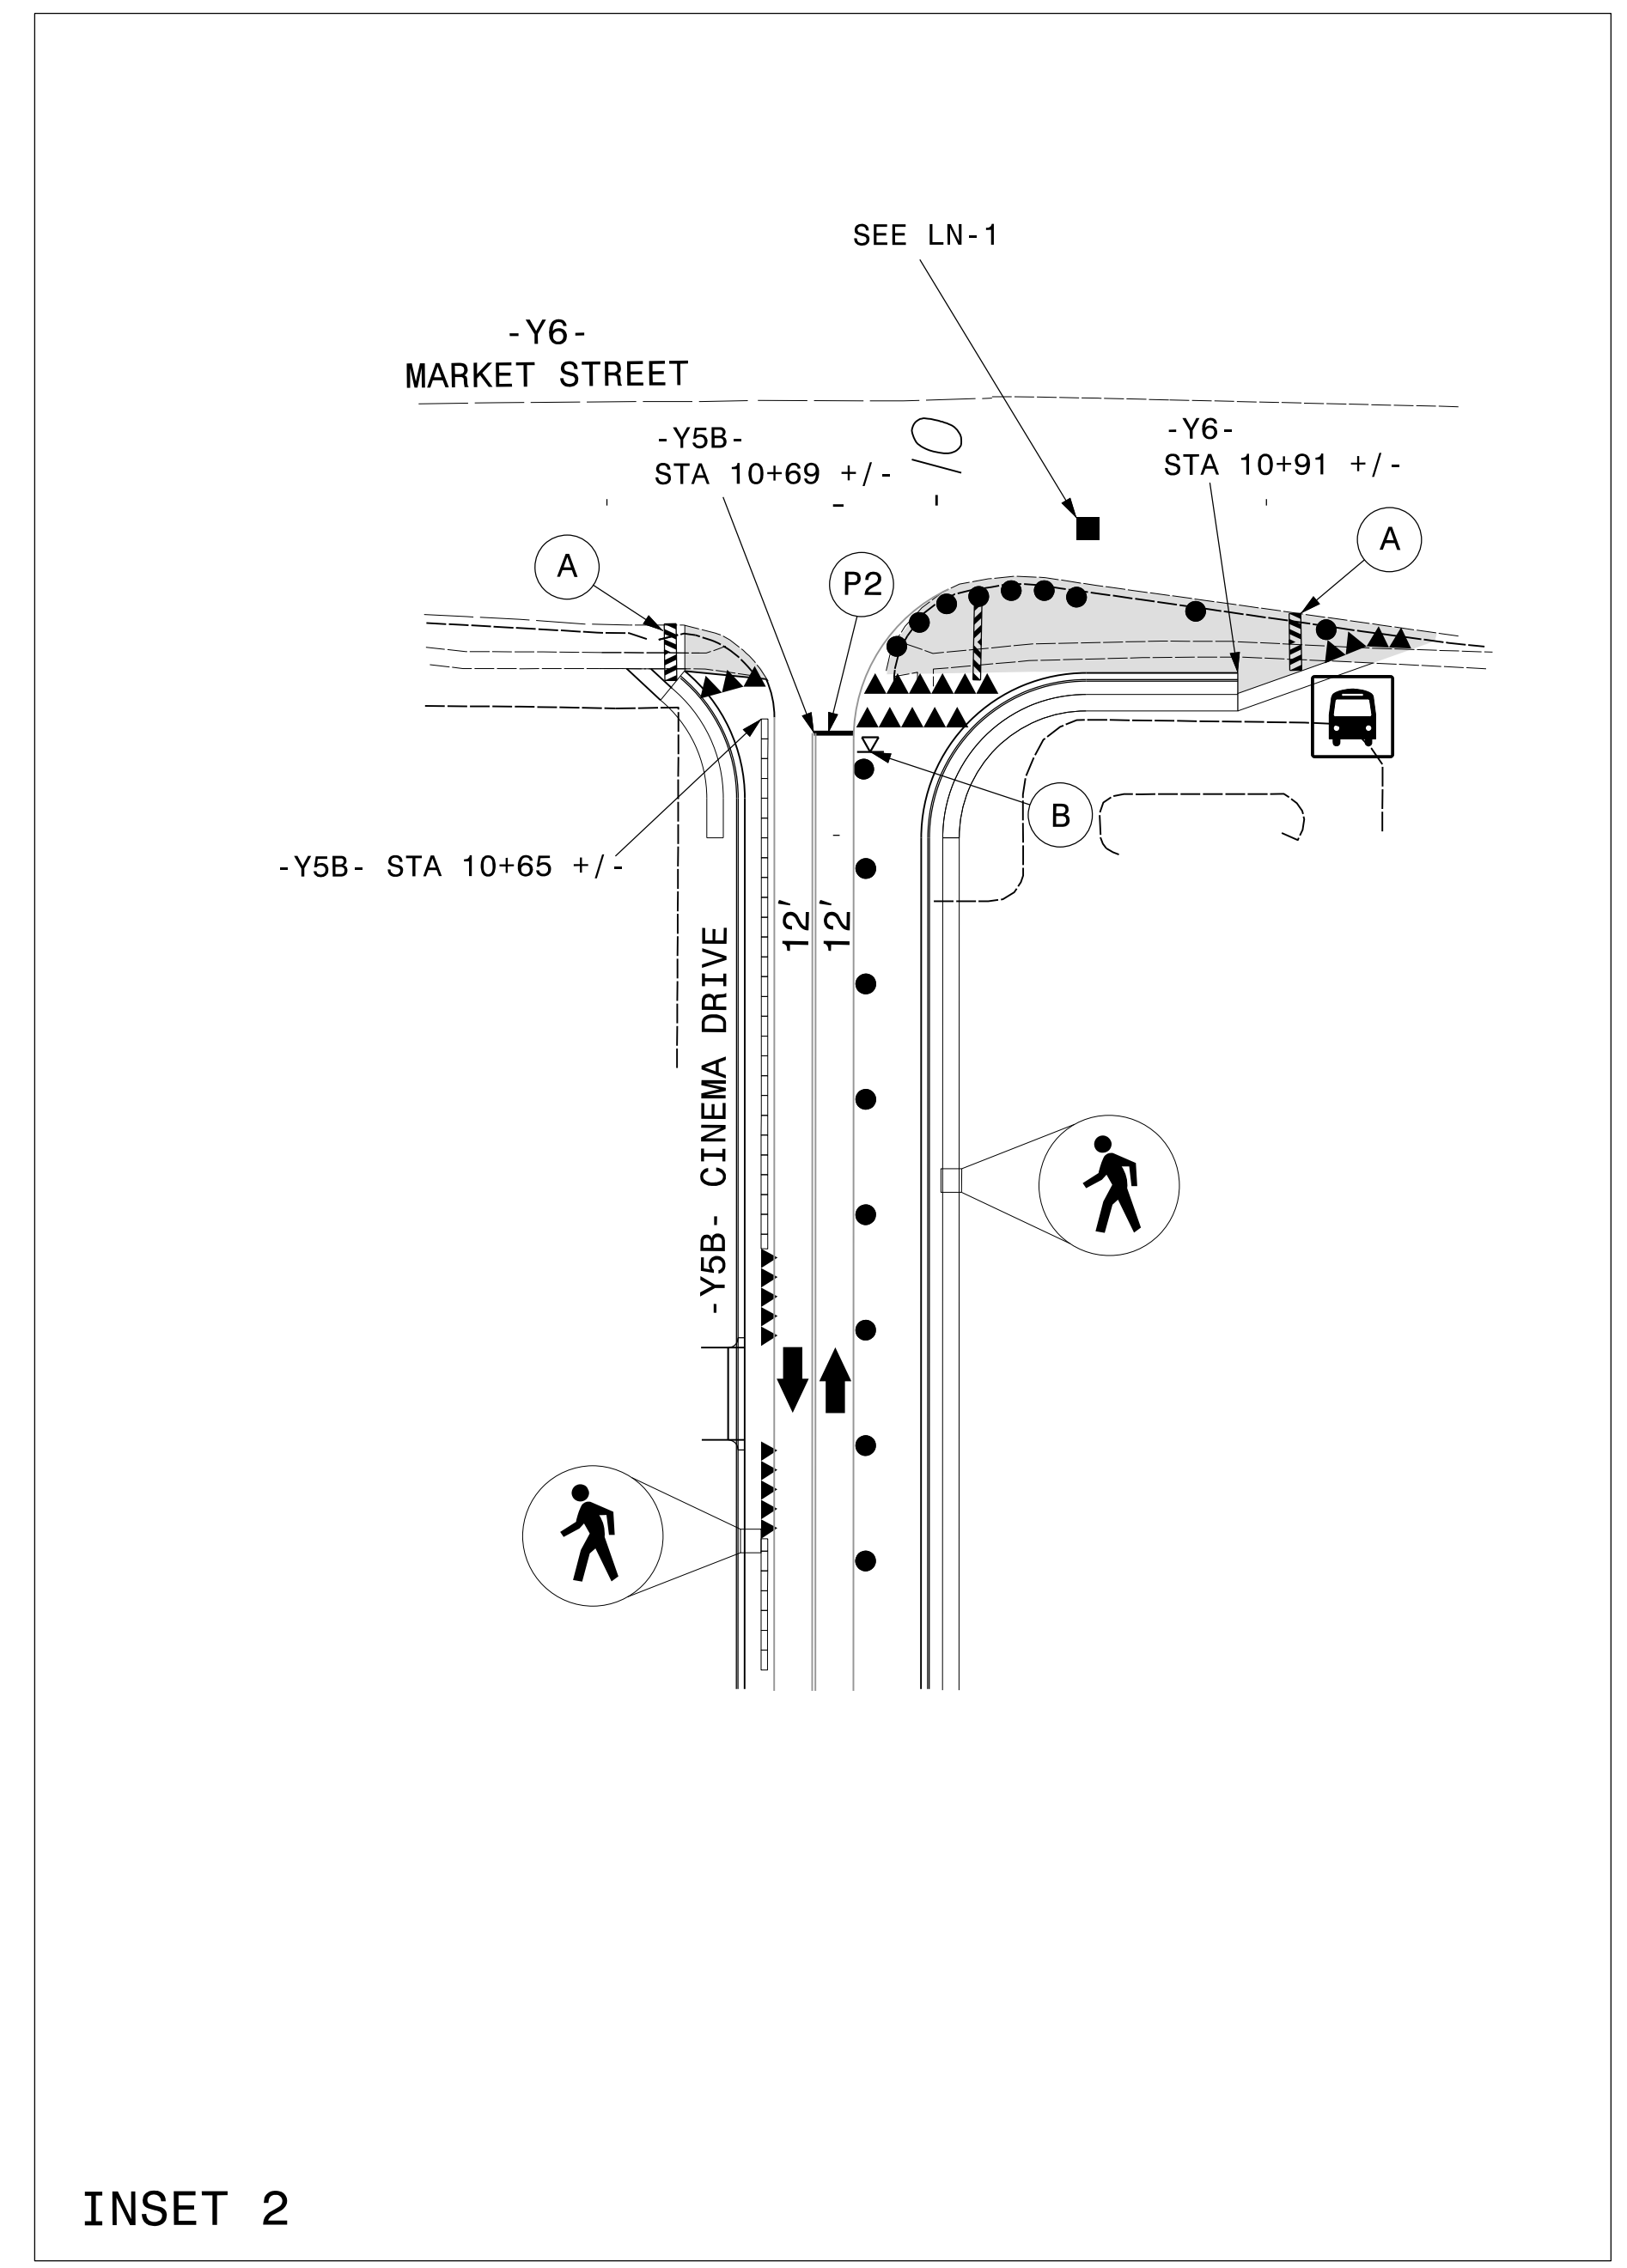 SEE LN-1
-Y6-
MARKET STREET
-Y5B-
STA 10+69 +/-
10
-Y6-
STA 10+91 +/-
A
P2
A
B
-Y5B- STA 10+65 +/-
12'
12'
-Y5B- CINEMA DRIVE
INSET 2